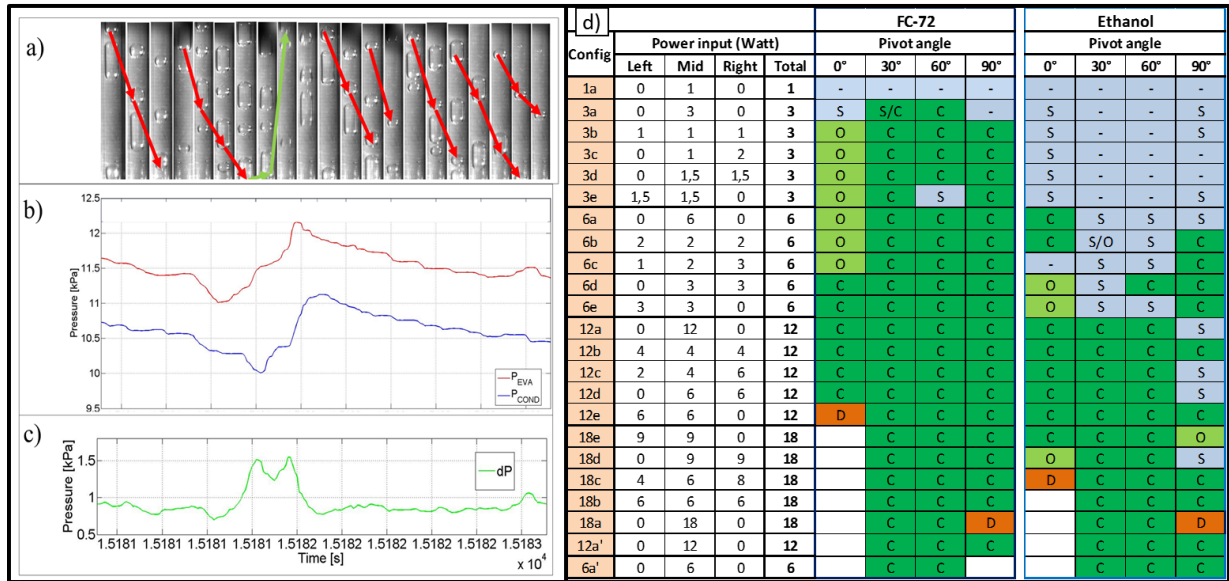 a)
b)
12.5
12
11.5
11
10.5
10
9.5
Pressure [kPa]
P_EVA
P_COND
c)
1.5
1
0.5
Pressure [kPa]
dP
1.5181 1.5181 1.5181 1.5181 1.5182 1.5182 1.5182 1.5182 1.5183
Time [s]
x 10^4
d) FC-72 Ethanol
Config Power input (Watt) Pivot angle Pivot angle
Left Mid Right Total 0° 30° 60° 90° 0° 30° 60° 90°
1a 0 1 0 1 - - - - - - - -
3a 0 3 0 3 S S/C C - S - - S
3b 1 1 1 3 O C C C S - - S
3c 0 1 2 3 O C C C S - - -
3d 0 1,5 1,5 3 O C C C S - - -
3e 1,5 1,5 0 3 O C S C S - - S
6a 0 6 0 6 O C C C C S S S
6b 2 2 2 6 O C C C C S/O S C
6c 1 2 3 6 O C C C - S S C
6d 0 3 3 6 C C C C O S C C
6e 3 3 0 6 C C C C O S S C
12a 0 12 0 12 C C C C C C C S
12b 4 4 4 12 C C C C C C C C
12c 2 4 6 12 C C C C C C C S
12d 0 6 6 12 C C C C C C C S
12e 6 6 0 12 D C C C C C C C
18e 9 9 0 18 C C C C C C O
18d 0 9 9 18 C C C O C C S
18c 4 6 8 18 C C C D C C C
18b 6 6 6 18 C C C C C C
18a 0 18 0 18 C C D C C D
12a' 0 12 0 12 C C C C C C
6a' 0 6 0 6 C C C C C